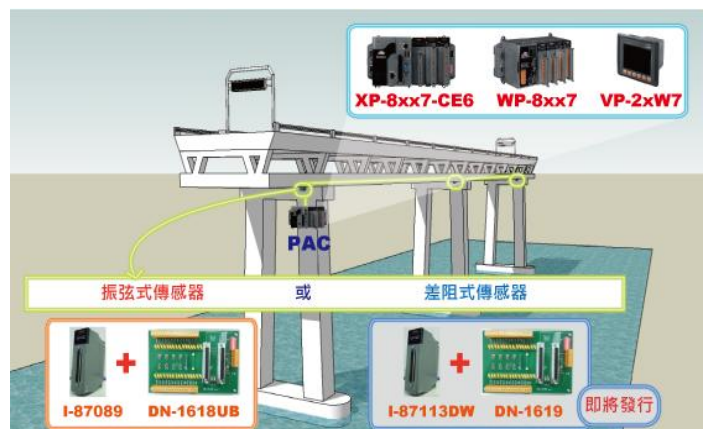 XP-8xx7-CE6 WP-8xx7 VP-2xW7
PAC
振弦式傳感器 或 差阻式傳感器
I-87089 + DN-1618UB
I-87113DW + DN-1619
即將發行